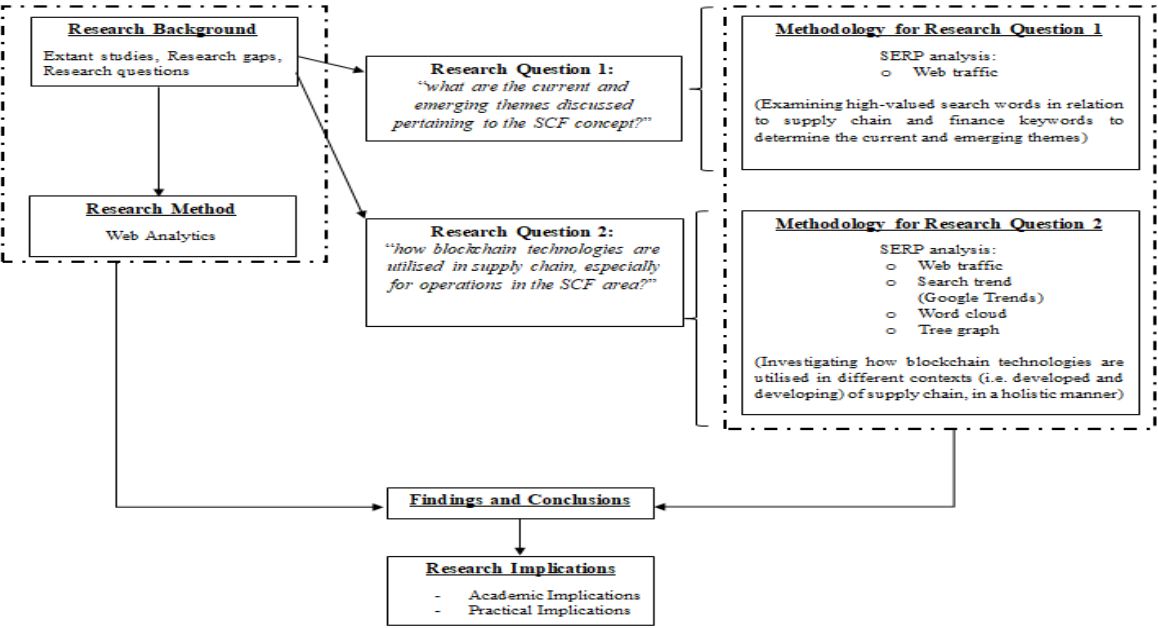 Research Background
Extant studies, Research gaps,
Research questions
Research Method
Web Analytics
Research Question 1:
“what are the current and
emerging themes discussed
pertaining to the SCF concept?”
Research Question 2:
“how blockchain technologies are
utilised in supply chain, especially
for operations in the SCF area?”
Methodology for Research Question 1
SERP analysis:
o Web traffic
(Examining high-valued search words in relation
to supply chain and finance keywords to
determine the current and emerging themes)
Methodology for Research Question 2
SERP analysis:
o Web traffic
o Search trend
(Google Trends)
o Word cloud
o Tree graph
(Investigating how blockchain technologies are
utilised in different contexts (i.e. developed and
developing) of supply chain, in a holistic manner)
Findings and Conclusions
Research Implications
- Academic Implications
- Practical Implications